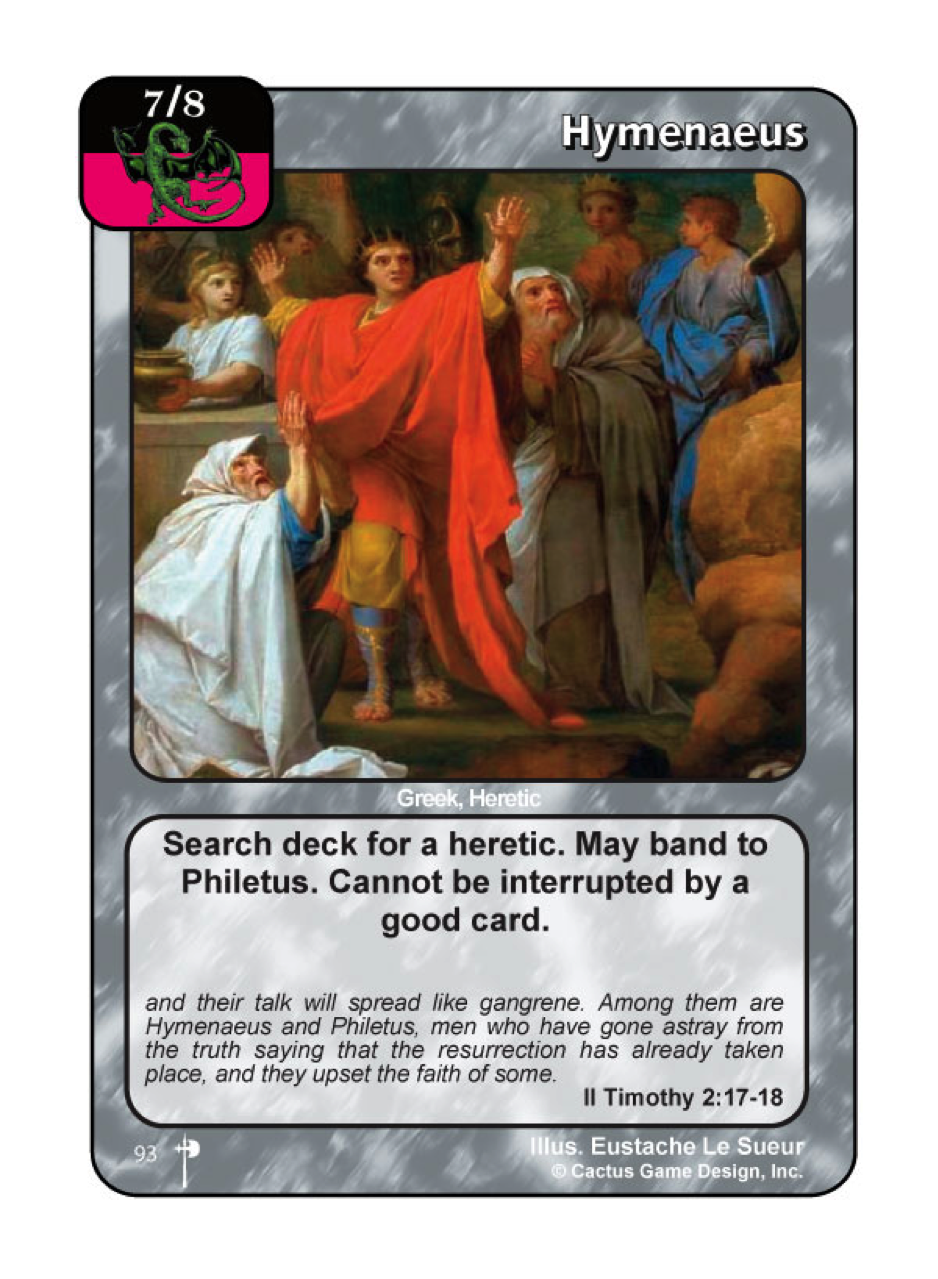 7/8
Hymenaeus
Greek, Heretic
Search deck for a heretic. May band to
Philetus. Cannot be interrupted by a
good card.
and their talk will spread like gangrene. Among them are
Hymenaeus and Philetus, men who have gone astray from
the truth saying that the resurrection has already taken
place, and they upset the faith of some.
II Timothy 2:17-18
93
Illus. Eustache Le Sueur
© Cactus Game Design, Inc.